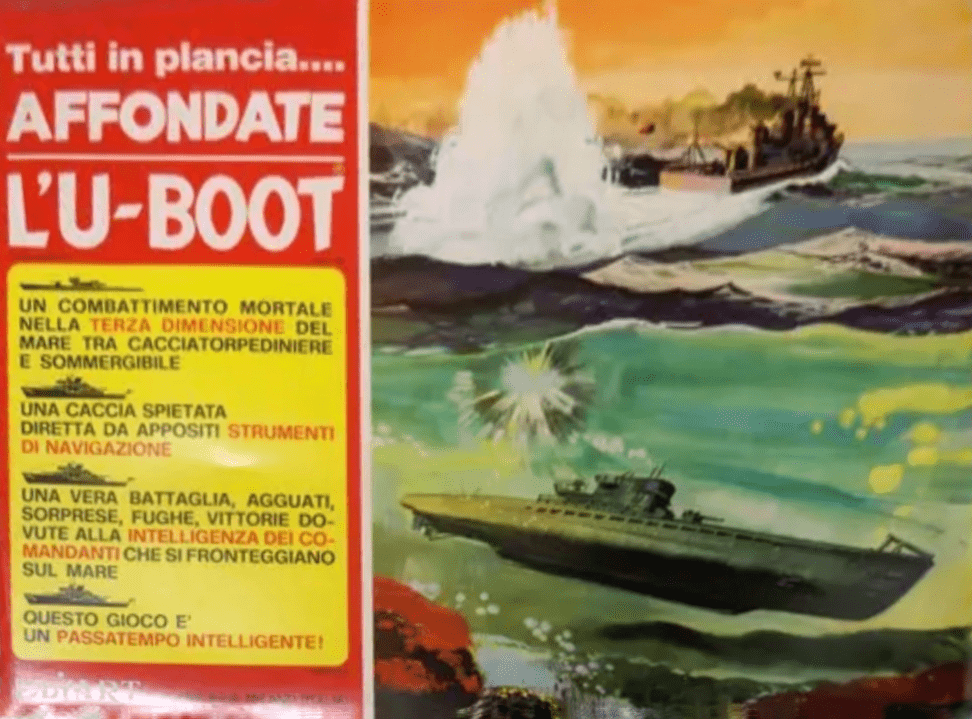 Tutti in plancia....
AFFONDATE
L'U-BOOT
UN COMBATTIMENTO MORTALE
NELLA TERZA DIMENSIONE DEL
MARE TRA CACCIATORPEDINIERE
E SOMMERGIBILE
UNA CACCIA SPIETATA
DIRETTA DA APPOSITI STRUMENTI
DI NAVIGAZIONE
UNA VERA BATTAGLIA, AGGUATI,
SORPRESE, FUGHE, VITTORIE DO-
VUTE ALLA INTELLIGENZA DEI CO-
MANDANTI CHE SI FRONTEGGIANO
SUL MARE
QUESTO GIOCO E'
UN PASSATEMPO INTELLIGENTE!